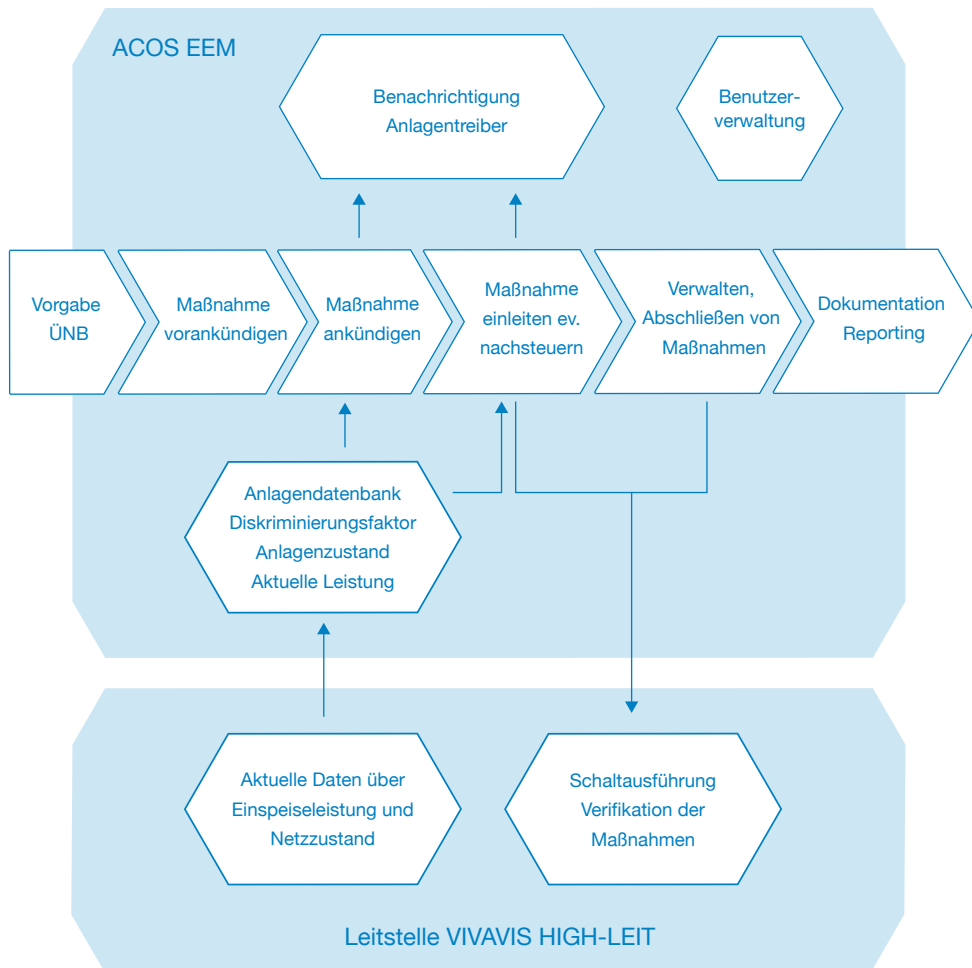 ACOS EEM
Benachrichtigung
Anlagentreiber
Benutzer-
verwaltung
Vorgabe
ÜNB
Maßnahme
vorankündigen
Maßnahme
ankündigen
Maßnahme
einleiten ev.
nachsteuern
Verwalten,
Abschließen von
Maßnahmen
Dokumentation
Reporting
Anlagendatenbank
Diskriminierungsfaktor
Anlagenzustand
Aktuelle Leistung
Aktuelle Daten über
Einspeiseleistung und
Netzzustand
Schaltausführung
Verifikation der
Maßnahmen
Leitstelle VIVAVIS HIGH-LEIT